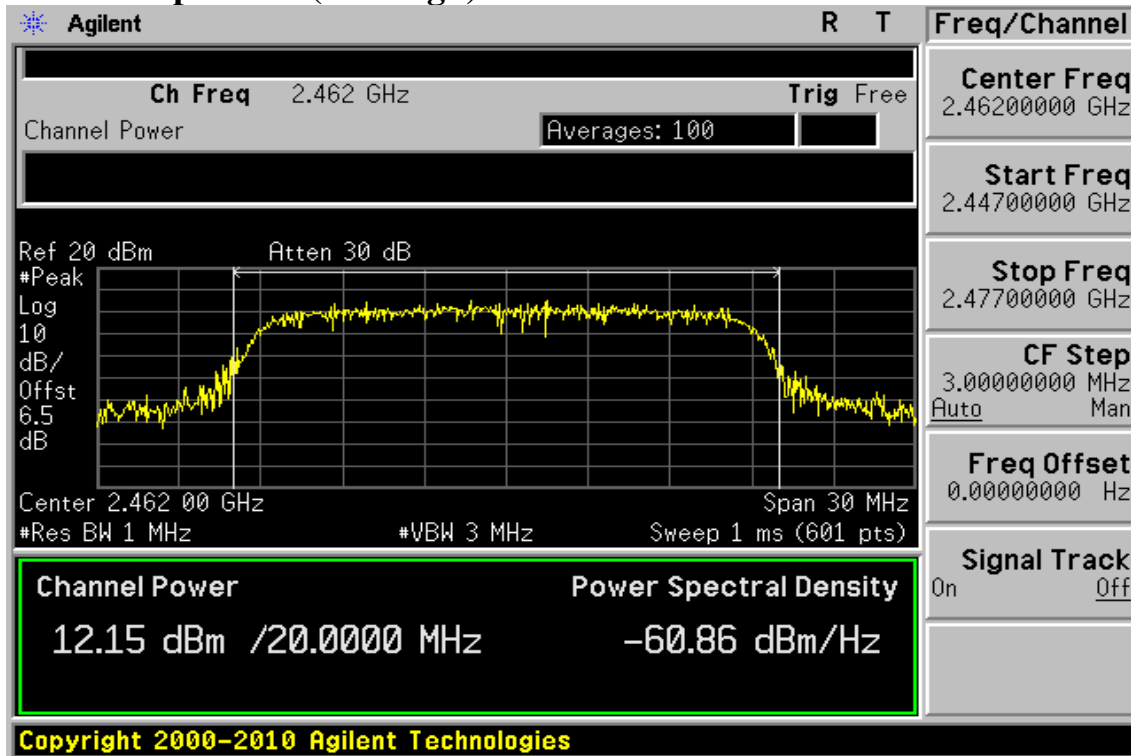 Agilent R T
Freq/Channel
Ch Freq 2.462 GHz Trig Free
Channel Power Averages: 100
Ref 20 dBm Atten 30 dB
#Peak
Log
10
dB/
Offst
6.5
dB
Center 2.462 00 GHz Span 30 MHz
#Res BW 1 MHz #VBW 3 MHz Sweep 1 ms (601 pts)
Channel Power Power Spectral Density
12.15 dBm /20.0000 MHz -60.86 dBm/Hz
Center Freq
2.46200000 GHz
Start Freq
2.44700000 GHz
Stop Freq
2.47700000 GHz
CF Step
3.00000000 MHz
Auto Man
Freq Offset
0.00000000 Hz
Signal Track
On Off
Copyright 2000-2010 Agilent Technologies